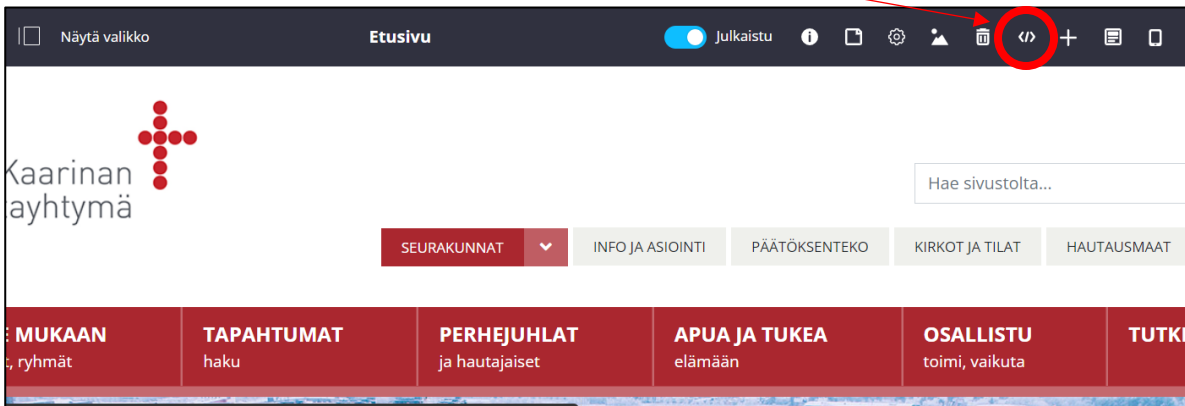 Näytä valikko Etusivu Julkaistu
Kaarinan
ayhtymä
Hae sivustolta...
SEURAKUNNAT INFO JA ASIOINTI PÄÄTÖKSENTEKO KIRKOT JA TILAT HAUTAUSMAAT
MUKAAN TAPAHTUMAT PERHEJUHLAT APUA JA TUKEA OSALLISTU TUTKI
, ryhmät haku ja hautajaiset elämään toimi, vaikuta